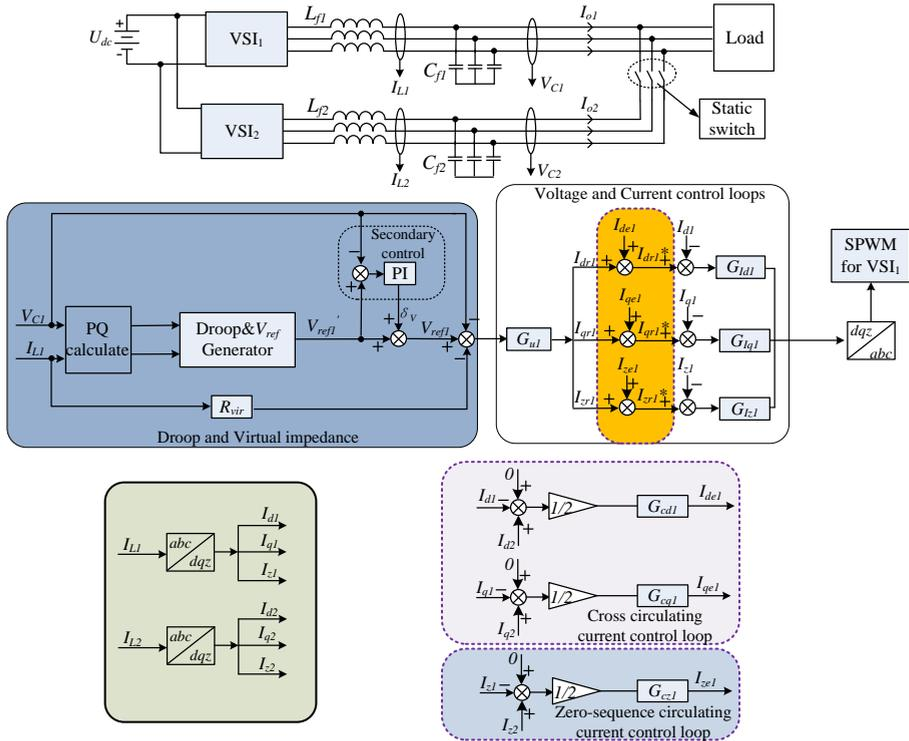 U_dc
+
-
VSI₁
L_f1
I_L1
C_f1
V_C1
I_o1
Load
VSI₂
L_f2
I_L2
C_f2
V_C2
I_o2
Static
switch
V_C1
I_L1
PQ
calculate
Droop&V_ref
Generator
V_ref1'
Secondary
control
PI
δ_V
V_ref1
R_vir
Droop and Virtual impedance
Voltage and Current control loops
G_u1
I_dr1
I_de1
I_dr1*
I_d1
G_Id1
I_qr1
I_qe1
I_qr1*
I_q1
G_Iq1
I_zr1
I_ze1
I_zr1*
I_z1
G_Iz1
SPWM
for VSI₁
dqz
abc
I_L1
abc
dqz
I_d1
I_q1
I_z1
I_L2
abc
dqz
I_d2
I_q2
I_z2
0
I_d1
I_d2
1/2
G_cd1
I_de1
0
I_q1
I_q2
1/2
G_cq1
I_qe1
Cross circulating
current control loop
0
I_z1
I_z2
1/2
G_cz1
I_ze1
Zero-sequence circulating
current control loop